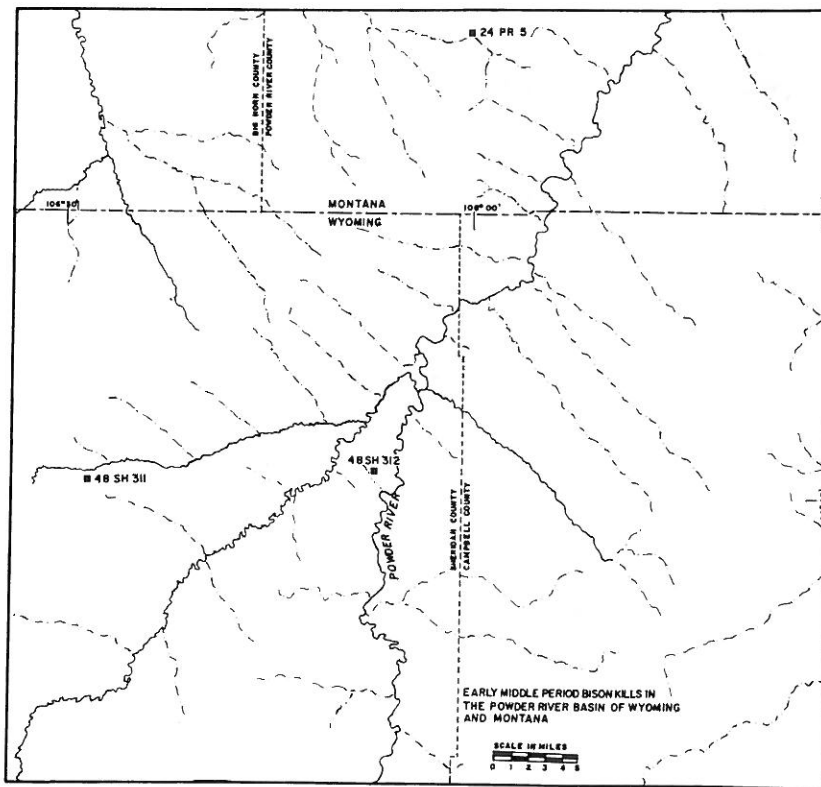 24 PR 5
BIG HORN COUNTY
POWDER RIVER COUNTY
106°30'
MONTANA
WYOMING
106°00'
48 SH 311
48 SH 312
POWDER RIVER
SHERIDAN COUNTY
CAMPBELL COUNTY
EARLY MIDDLE PERIOD BISON KILLS IN
THE POWDER RIVER BASIN OF WYOMING
AND MONTANA
SCALE IN MILES
0 1 2 3 4 5